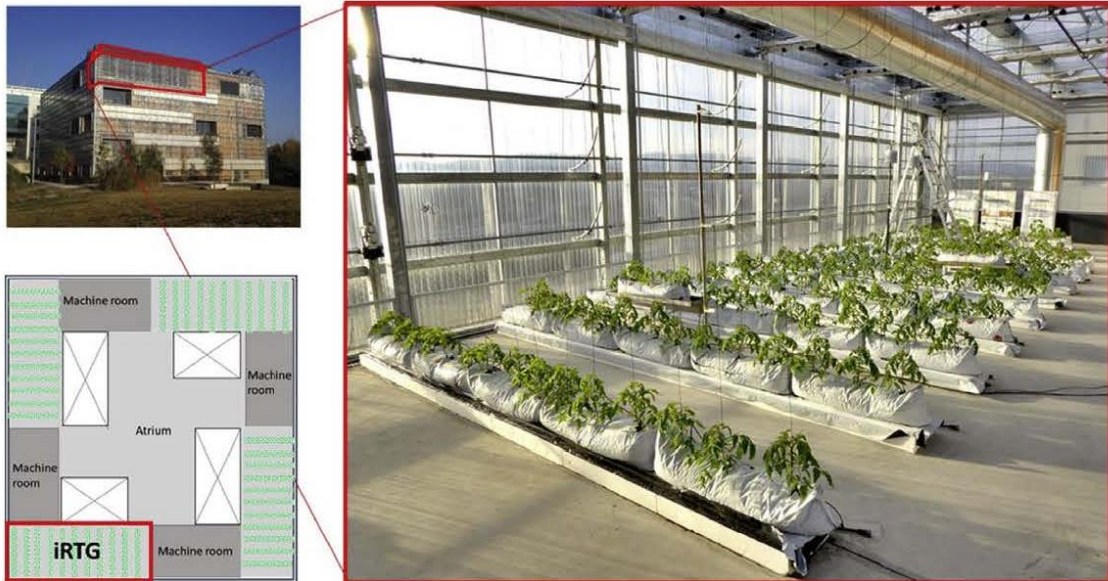 Machine room
Machine
room
Atrium
Machine
room
iRTG
Machine room